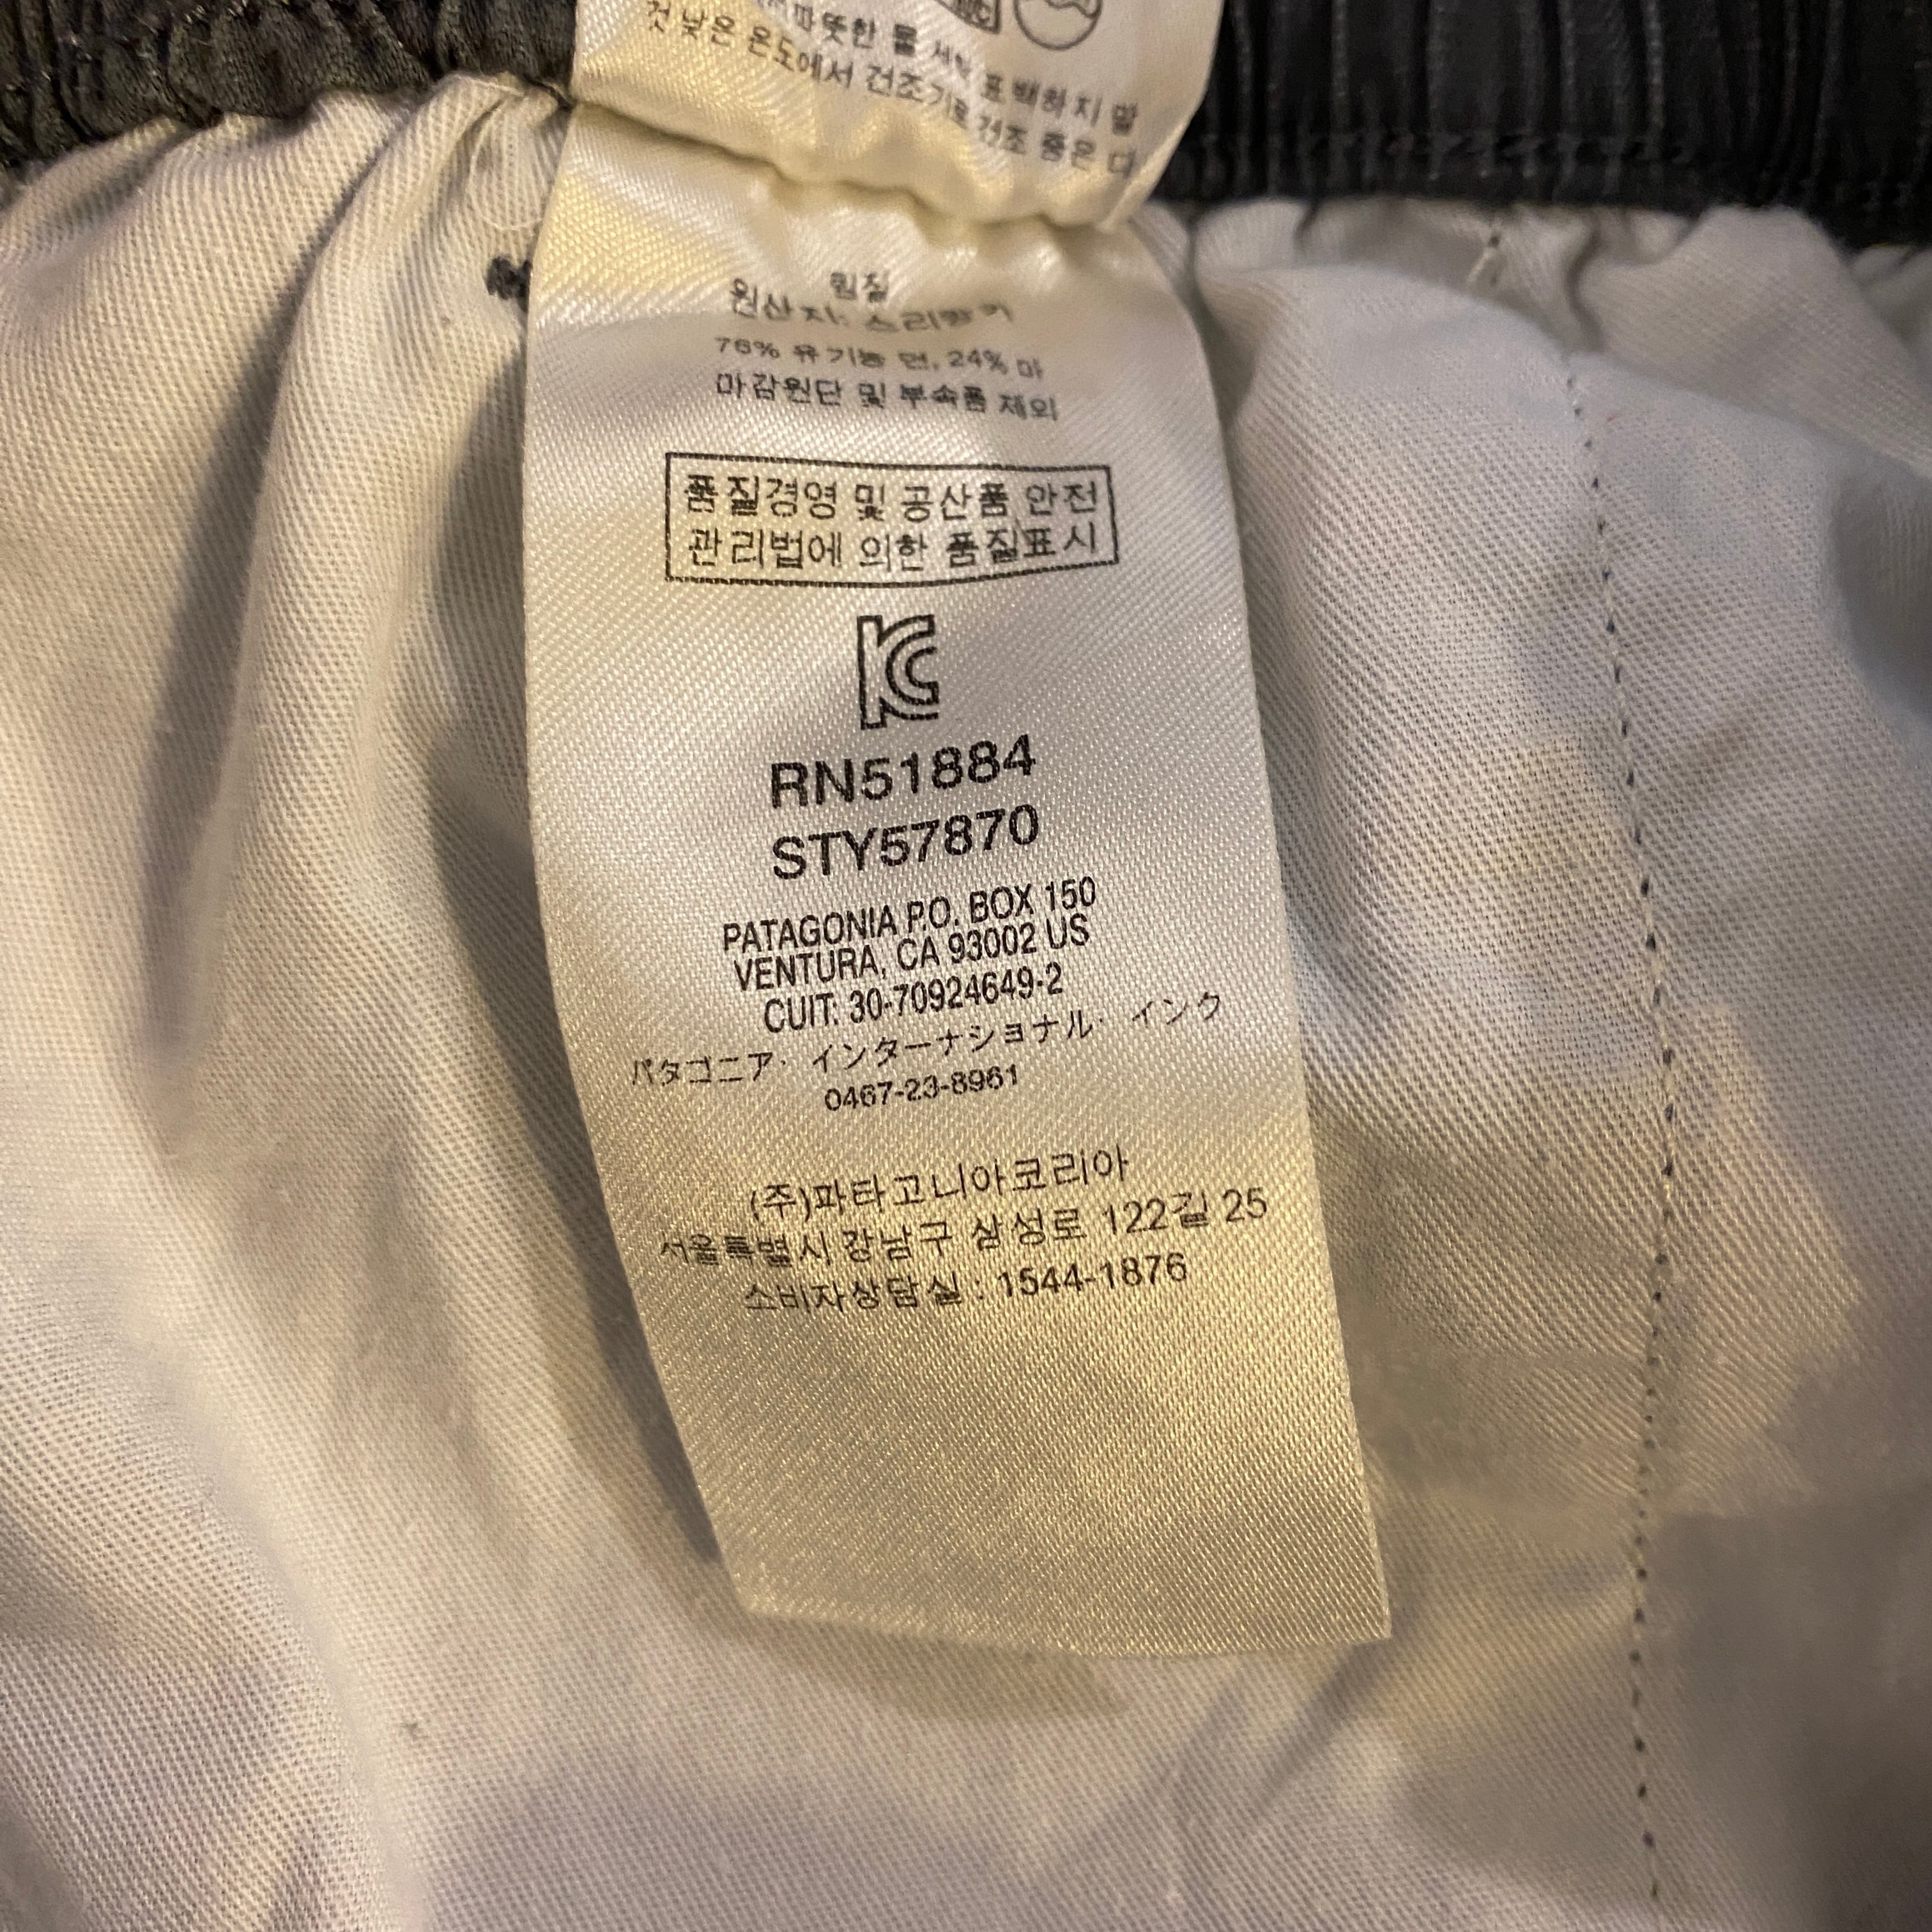 따뜻한 물 세탁 표백하지 말
것 낮은 온도에서 건조기로 건조 좋은 다
원질
원산지: 스리랑카
76% 유기농 면, 24% 마
마감원단 및 부속품 제외
품질경영 및 공산품 안전
관리법에 의한 품질표시
KC
RN51884
STY57870
PATAGONIA P.O. BOX 150
VENTURA, CA 93002 US
CUIT: 30-70924649-2
パタゴニア・インターナショナル・インク
0467-23-8961
(주)파타고니아코리아
서울특별시 강남구 삼성로 122길 25
소비자상담실 : 1544-1876